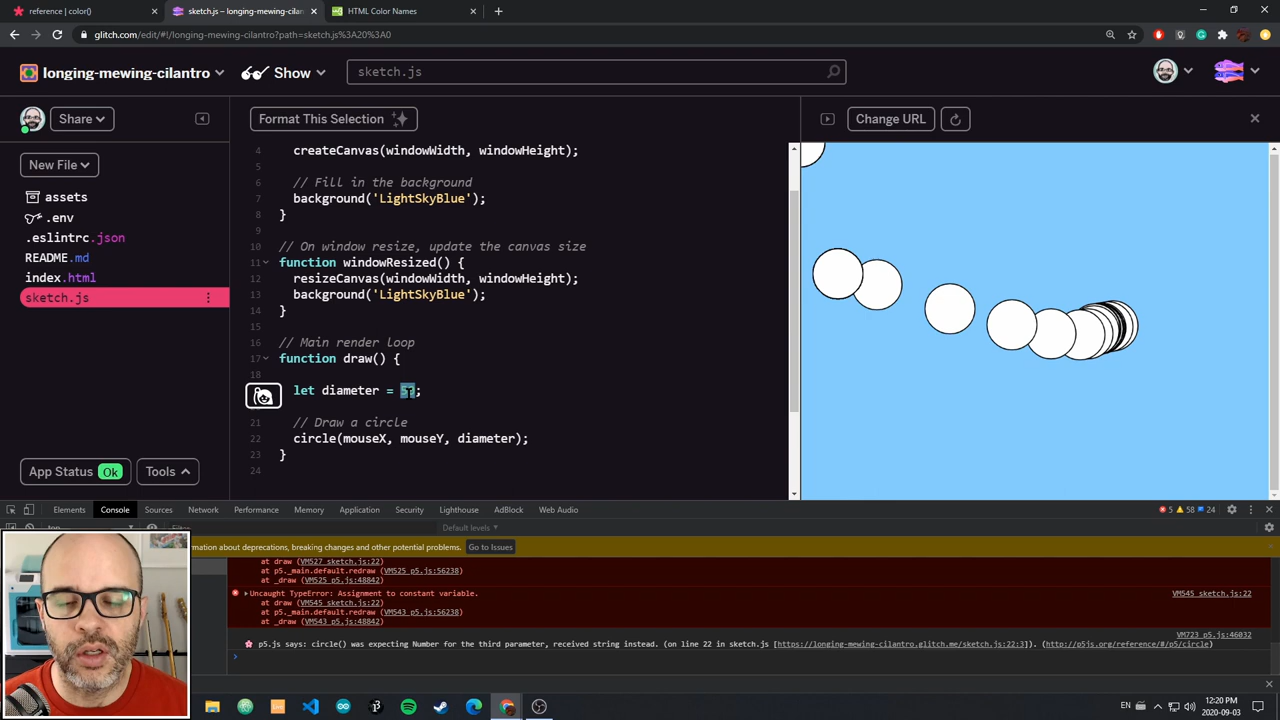 reference | color()
sketch.js – longing-mewing-cilan
HTML Color Names
glitch.com/edit/#!/longing-mewing-cilantro?path=sketch.js%3A20%3A0
longing-mewing-cilantro
Show
sketch.js
Share
Format This Selection
Change URL
New File
assets
.env
.eslintrc.json
README.md
index.html
sketch.js
4 createCanvas(windowWidth, windowHeight);
5
6 // Fill in the background
7 background('LightSkyBlue');
8 }
9
10 // On window resize, update the canvas size
11 function windowResized() {
12 resizeCanvas(windowWidth, windowHeight);
13 background('LightSkyBlue');
14 }
15
16 // Main render loop
17 function draw() {
18
let diameter = ;
21 // Draw a circle
22 circle(mouseX, mouseY, diameter);
23 }
24
App Status Ok
Tools
Elements Console Sources Network Performance Memory Application Security Lighthouse AdBlock Web Audio 5 58 24
top Filter Default levels
rmation about deprecations, breaking changes and other potential problems. Go to Issues
at draw (VM527 sketch.js:22)
at p5._main.default.redraw (VM525 p5.js:56238)
at _draw (VM525 p5.js:48842)
Uncaught TypeError: Assignment to constant variable. VM545 sketch.js:22
at draw (VM545 sketch.js:22)
at p5._main.default.redraw (VM543 p5.js:56238)
at _draw (VM543 p5.js:48842)
VM723 p5.js:46032
p5.js says: circle() was expecting Number for the third parameter, received string instead. (on line 22 in sketch.js [https://longing-mewing-cilantro.glitch.me/sketch.js:22:3]). (http://p5js.org/reference/#/p5/circle)
EN
12:20 PM
2020-09-03